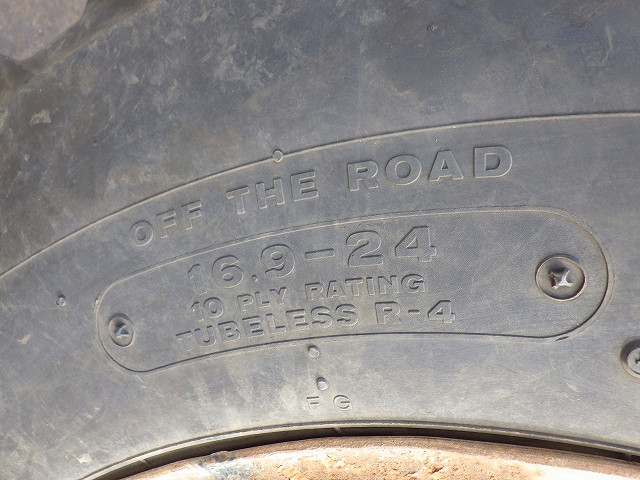 OFF THE ROAD
16.9-24
10 PLY RATING
TUBELESS R-4
F G